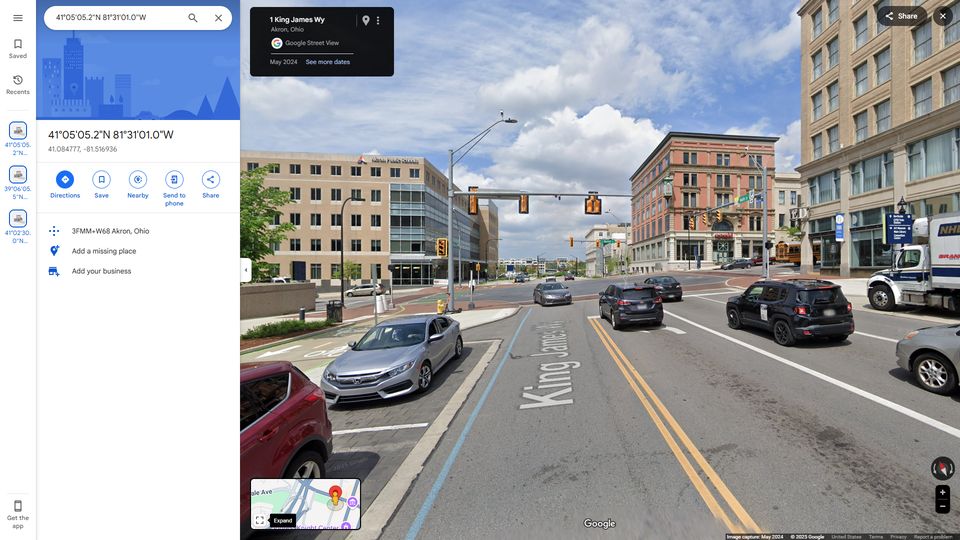 41°05'05.2"N 81°31'01.0"W
Saved
Recents
41°05'05.
2"N...
39°06'05.
5"N...
41°02'30.
0"N...
Get the
app
41°05'05.2"N 81°31'01.0"W
41.084777, -81.516936
Directions
Save
Nearby
Send to
phone
Share
3FMM+W68 Akron, Ohio
Add a missing place
Add your business
1 King James Wy
Akron, Ohio
Google Street View
May 2024 See more dates
Share
King James Wy
ale Ave
Knight Center
Expand
Google
Image capture: May 2024 © 2025 Google United States Terms Privacy Report a problem